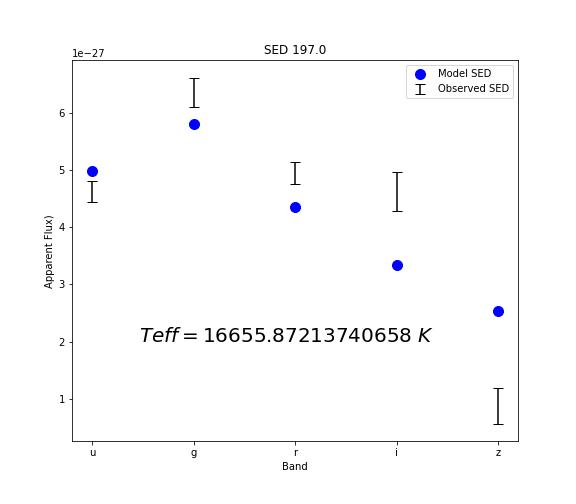 SED 197.0
1e−27
Model SED
Observed SED
6
5
4
3
2
1
Apparent Flux)
Teff = 16655.87213740658 K
u g r i z
Band